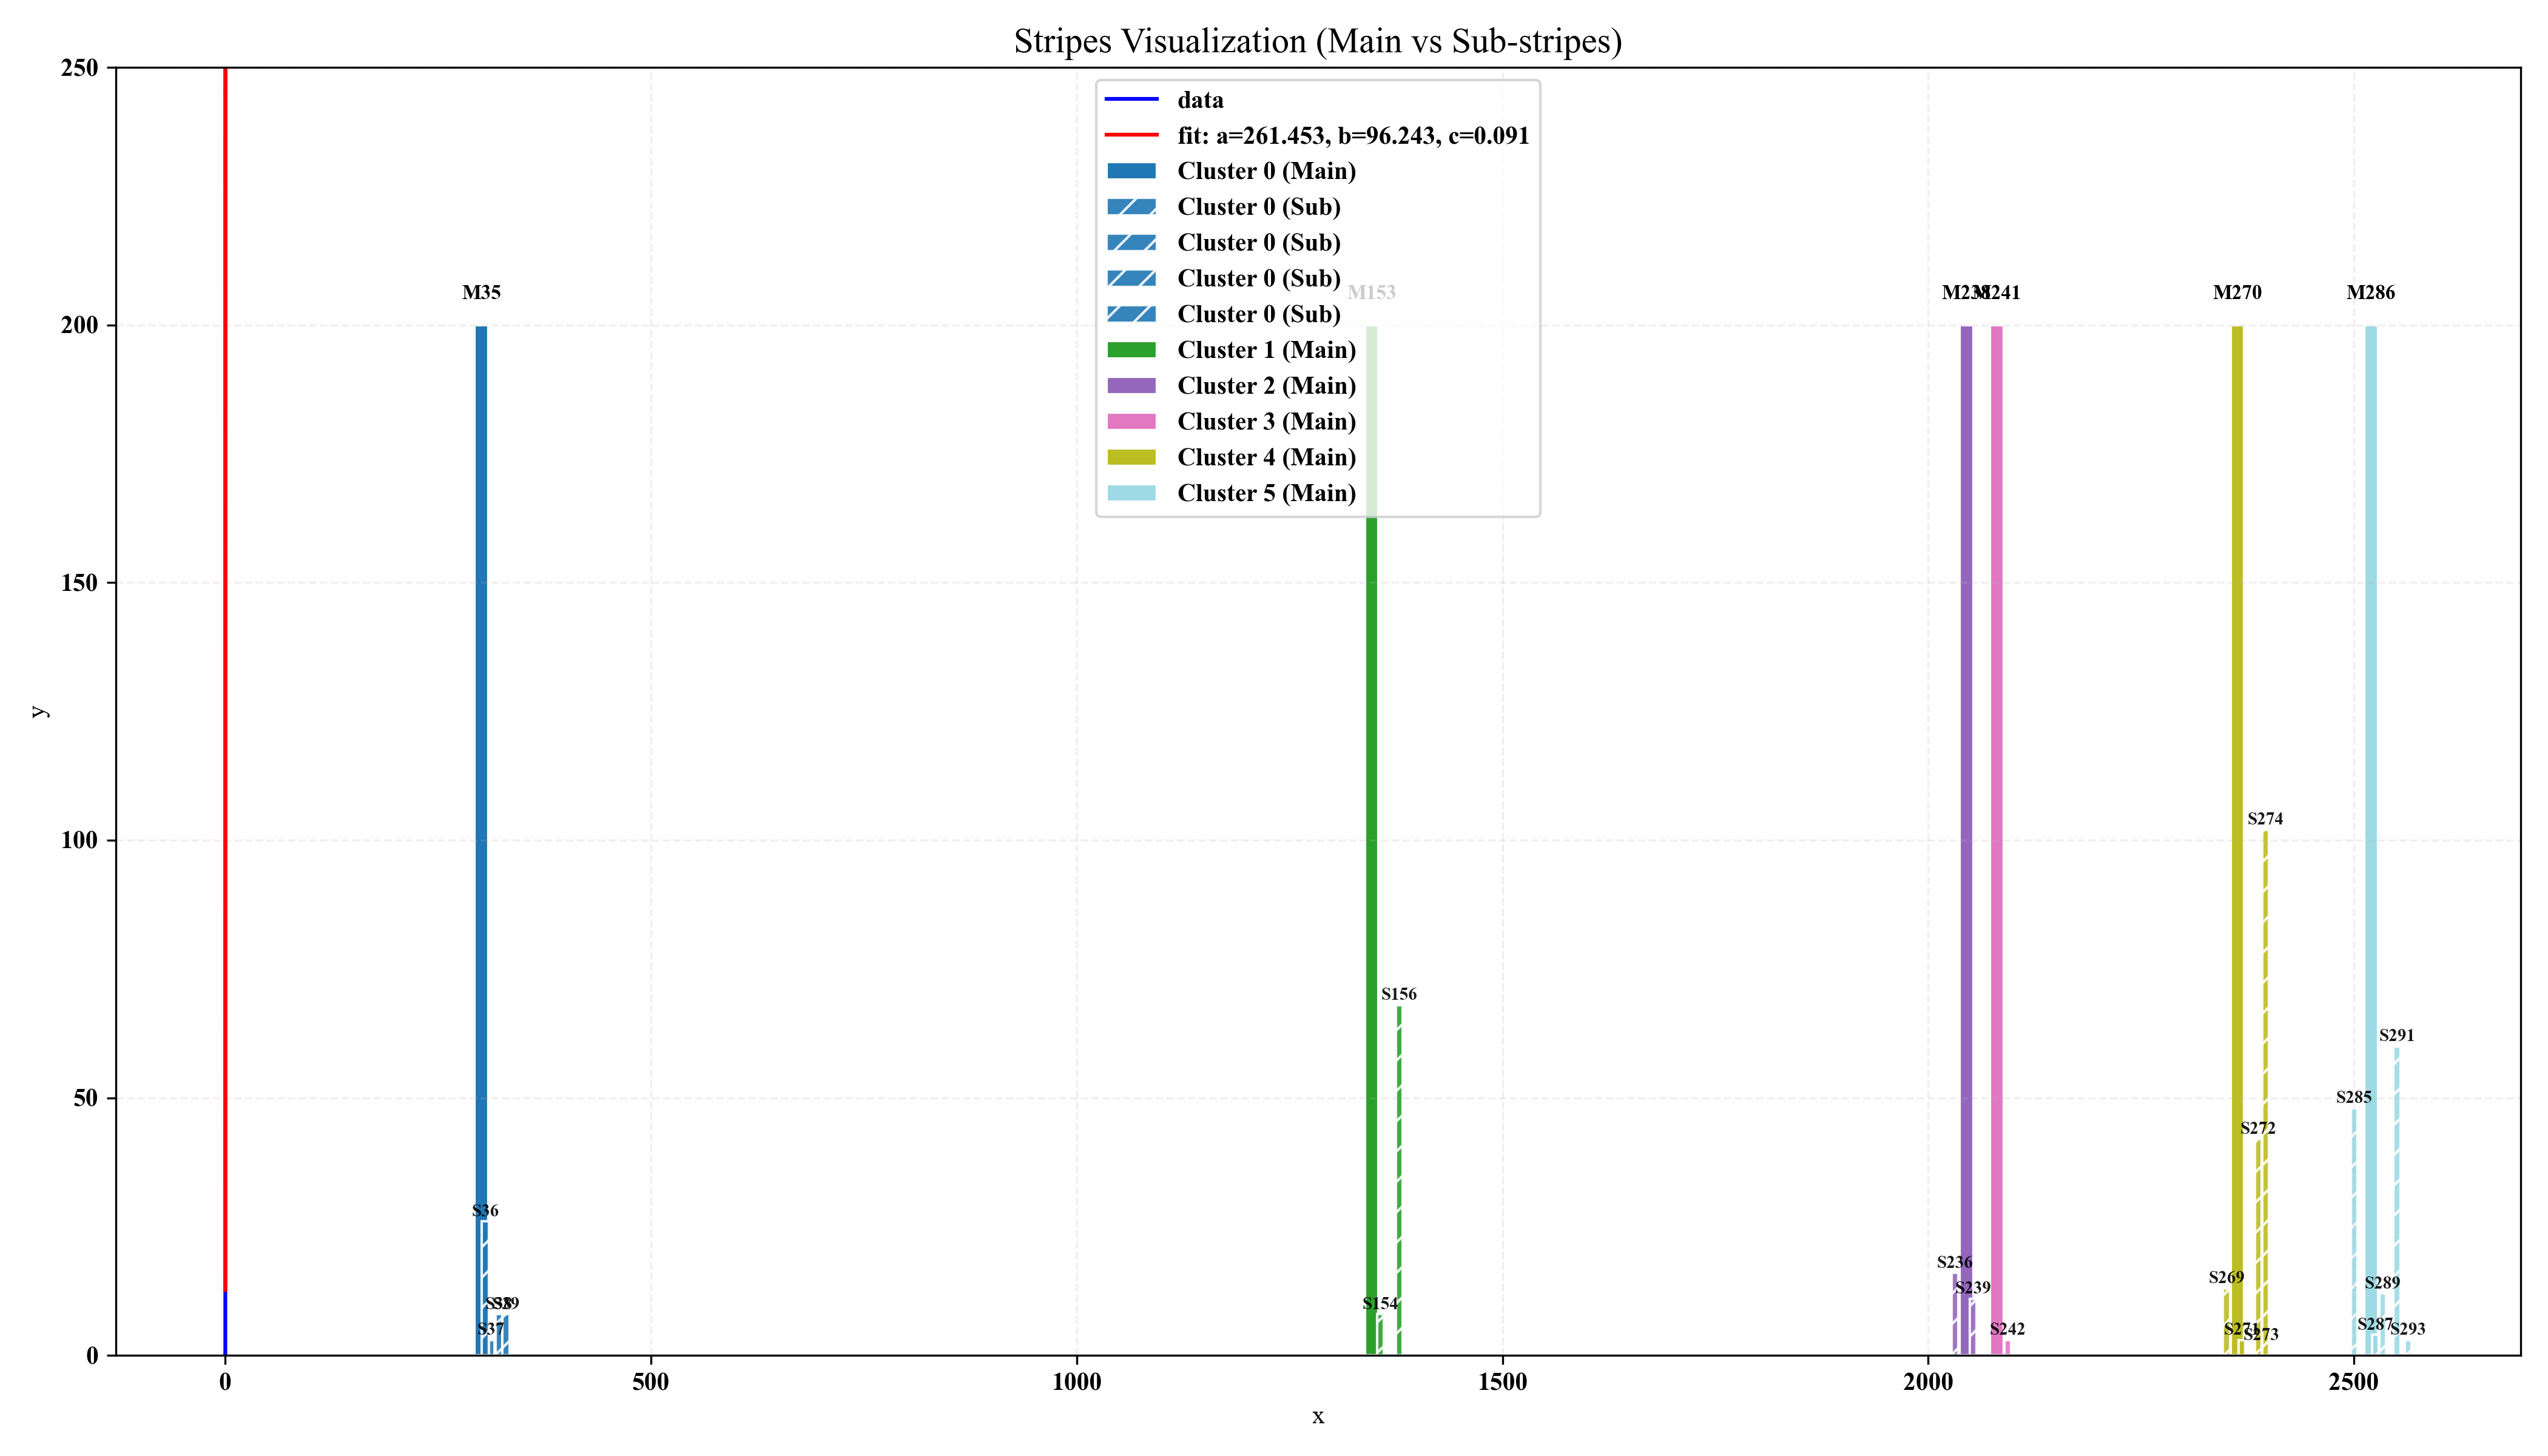 Stripes Visualization (Main vs Sub-stripes)
250
200
150
100
50
0
y
data
fit: a=261.453, b=96.243, c=0.091
Cluster 0 (Main)
Cluster 0 (Sub)
Cluster 0 (Sub)
Cluster 0 (Sub)
Cluster 0 (Sub)
Cluster 1 (Main)
Cluster 2 (Main)
Cluster 3 (Main)
Cluster 4 (Main)
Cluster 5 (Main)
M35
M153
M238
M241
M270
M286
S274
S156
S291
S285
S272
S36
S236
S269
S239
S289
S38
S39
S154
S287
S37
S242
S271
S273
S293
0
500
1000
1500
2000
2500
x